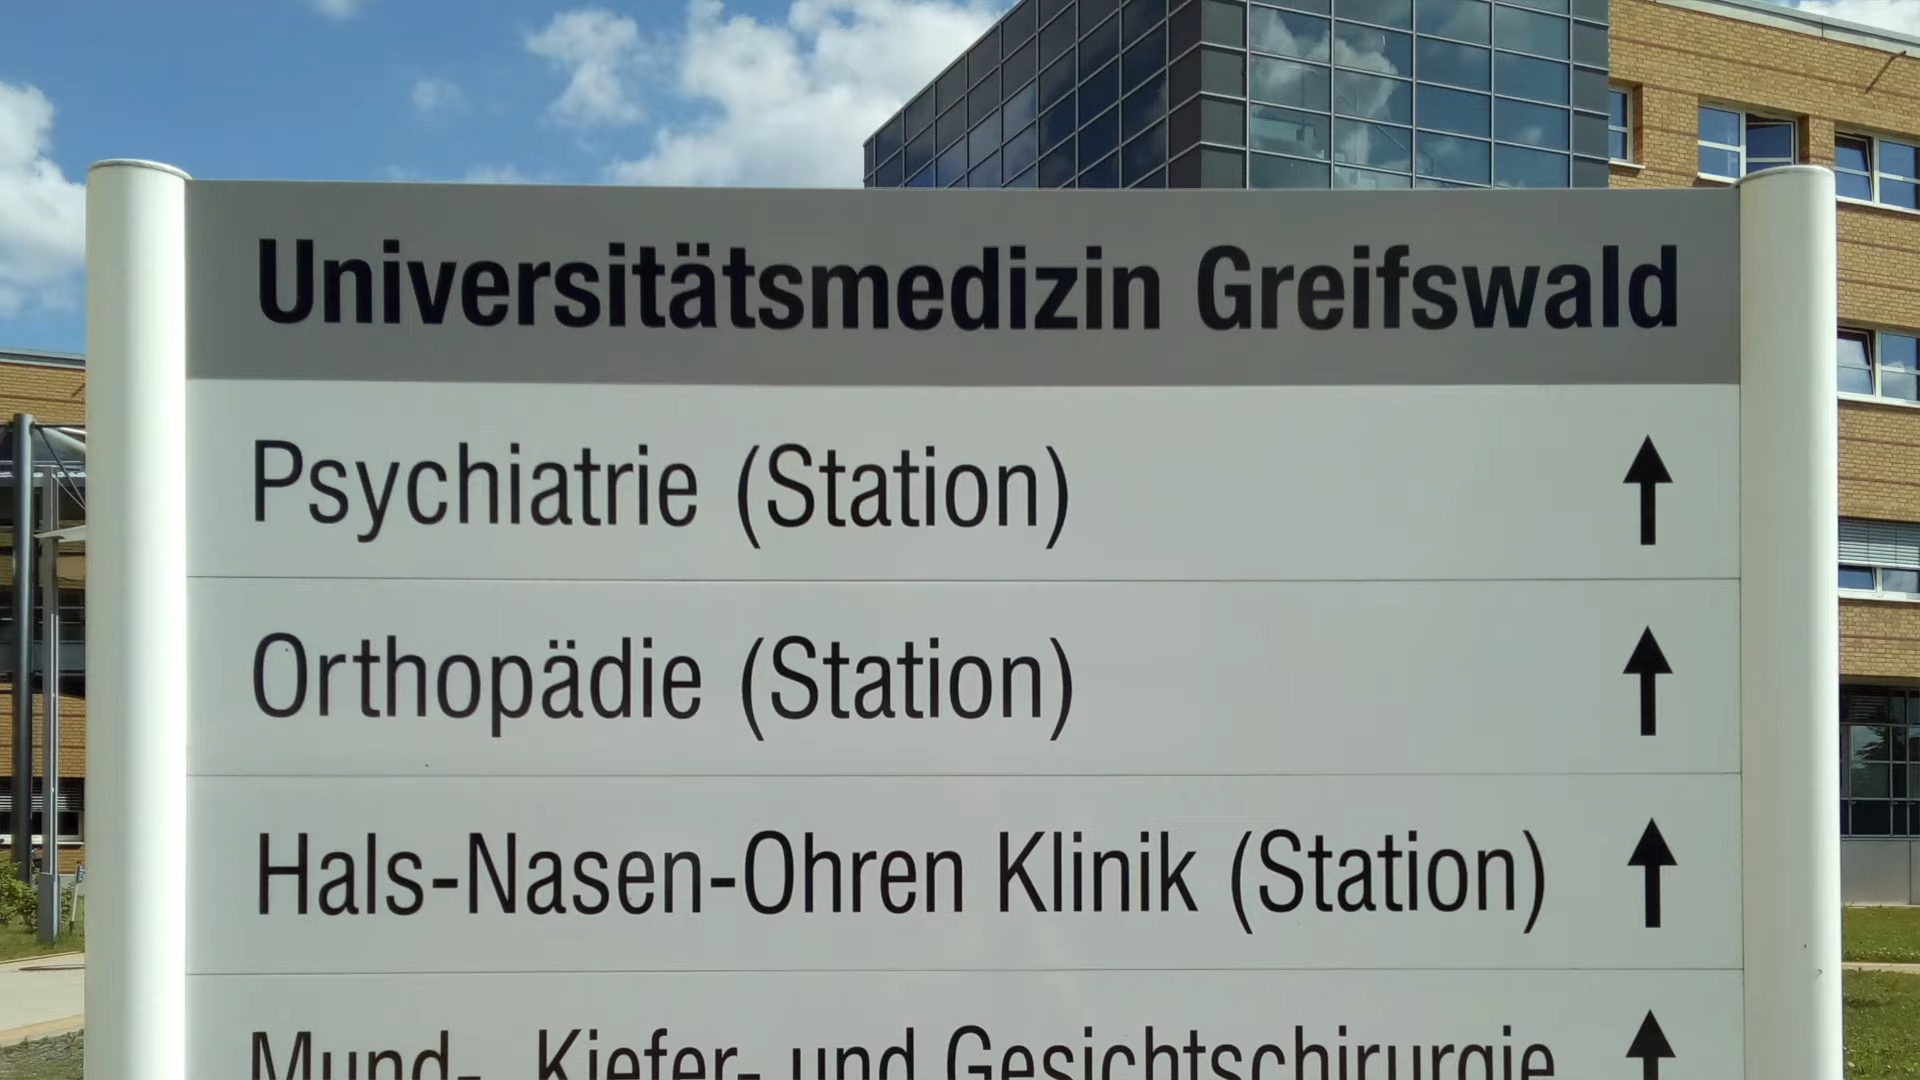 Universitätsmedizin Greifswald
Psychiatrie (Station)
Orthopädie (Station)
Hals-Nasen-Ohren Klinik (Station)
Mund-, Kiefer- und Gesichtschirurgie